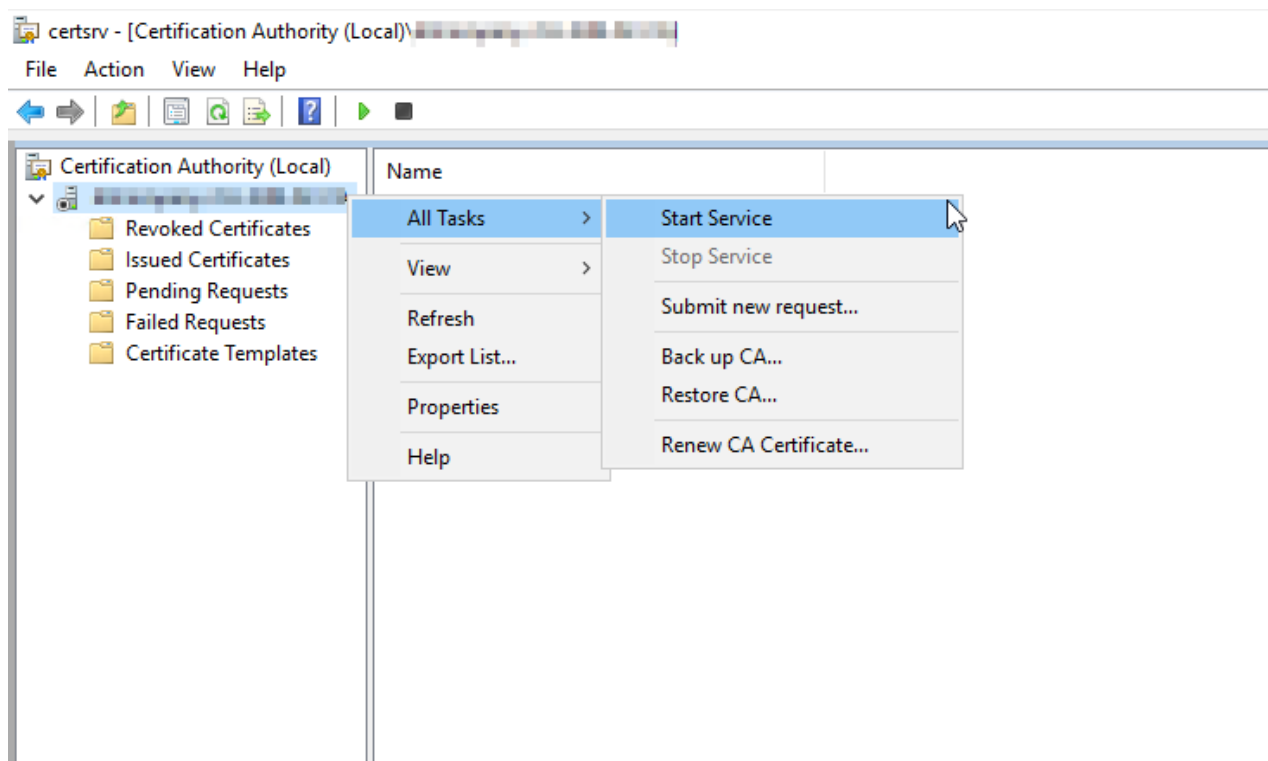 certsrv - [Certification Authority (Local)\
File Action View Help
Certification Authority (Local)
Name
Revoked Certificates
Issued Certificates
Pending Requests
Failed Requests
Certificate Templates
All Tasks
View
Refresh
Export List...
Properties
Help
Start Service
Stop Service
Submit new request...
Back up CA...
Restore CA...
Renew CA Certificate...